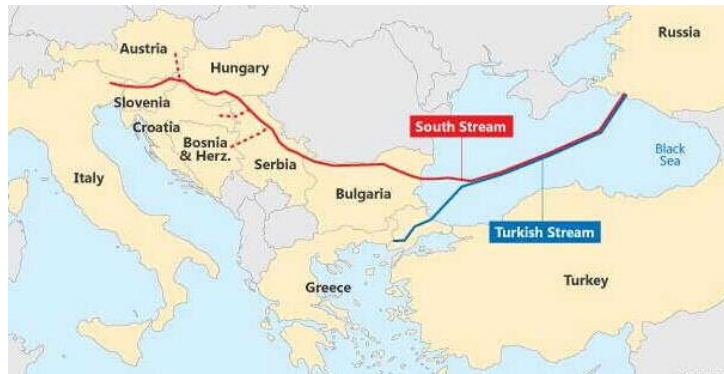 Russia
Austria
Hungary
Slovenia
South Stream
Croatia
Black
Sea
Bosnia
& Herz.
Serbia
Italy
Bulgaria
Turkish Stream
Turkey
Greece